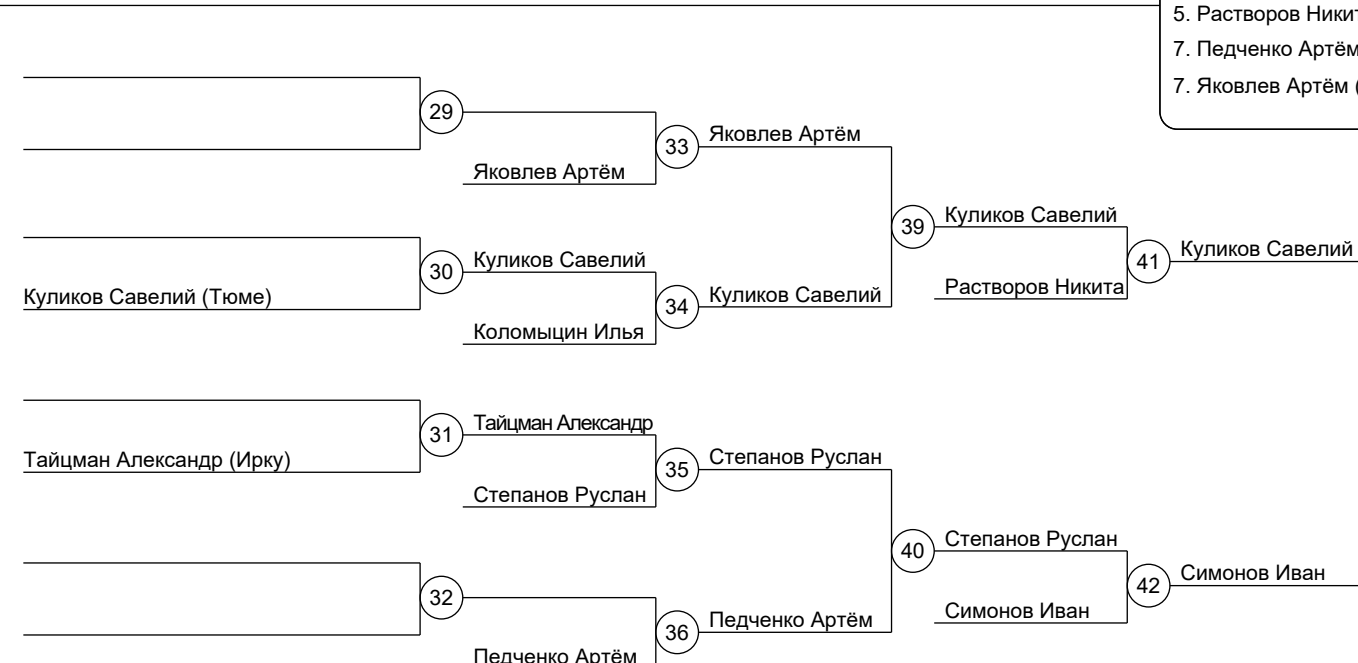 5. Растворов Никит
7. Педченко Артём
7. Яковлев Артём (
29
Яковлев Артём
33
Яковлев Артём
Куликов Савелий (Тюме)
30
Куликов Савелий
Коломыцин Илья
34
Куликов Савелий
39
Куликов Савелий
Растворов Никита
41
Куликов Савелий
Тайцман Александр (Ирку)
31
Тайцман Александр
Степанов Руслан
35
Степанов Руслан
32
Педченко Артём
36
Педченко Артём
40
Степанов Руслан
Симонов Иван
42
Симонов Иван